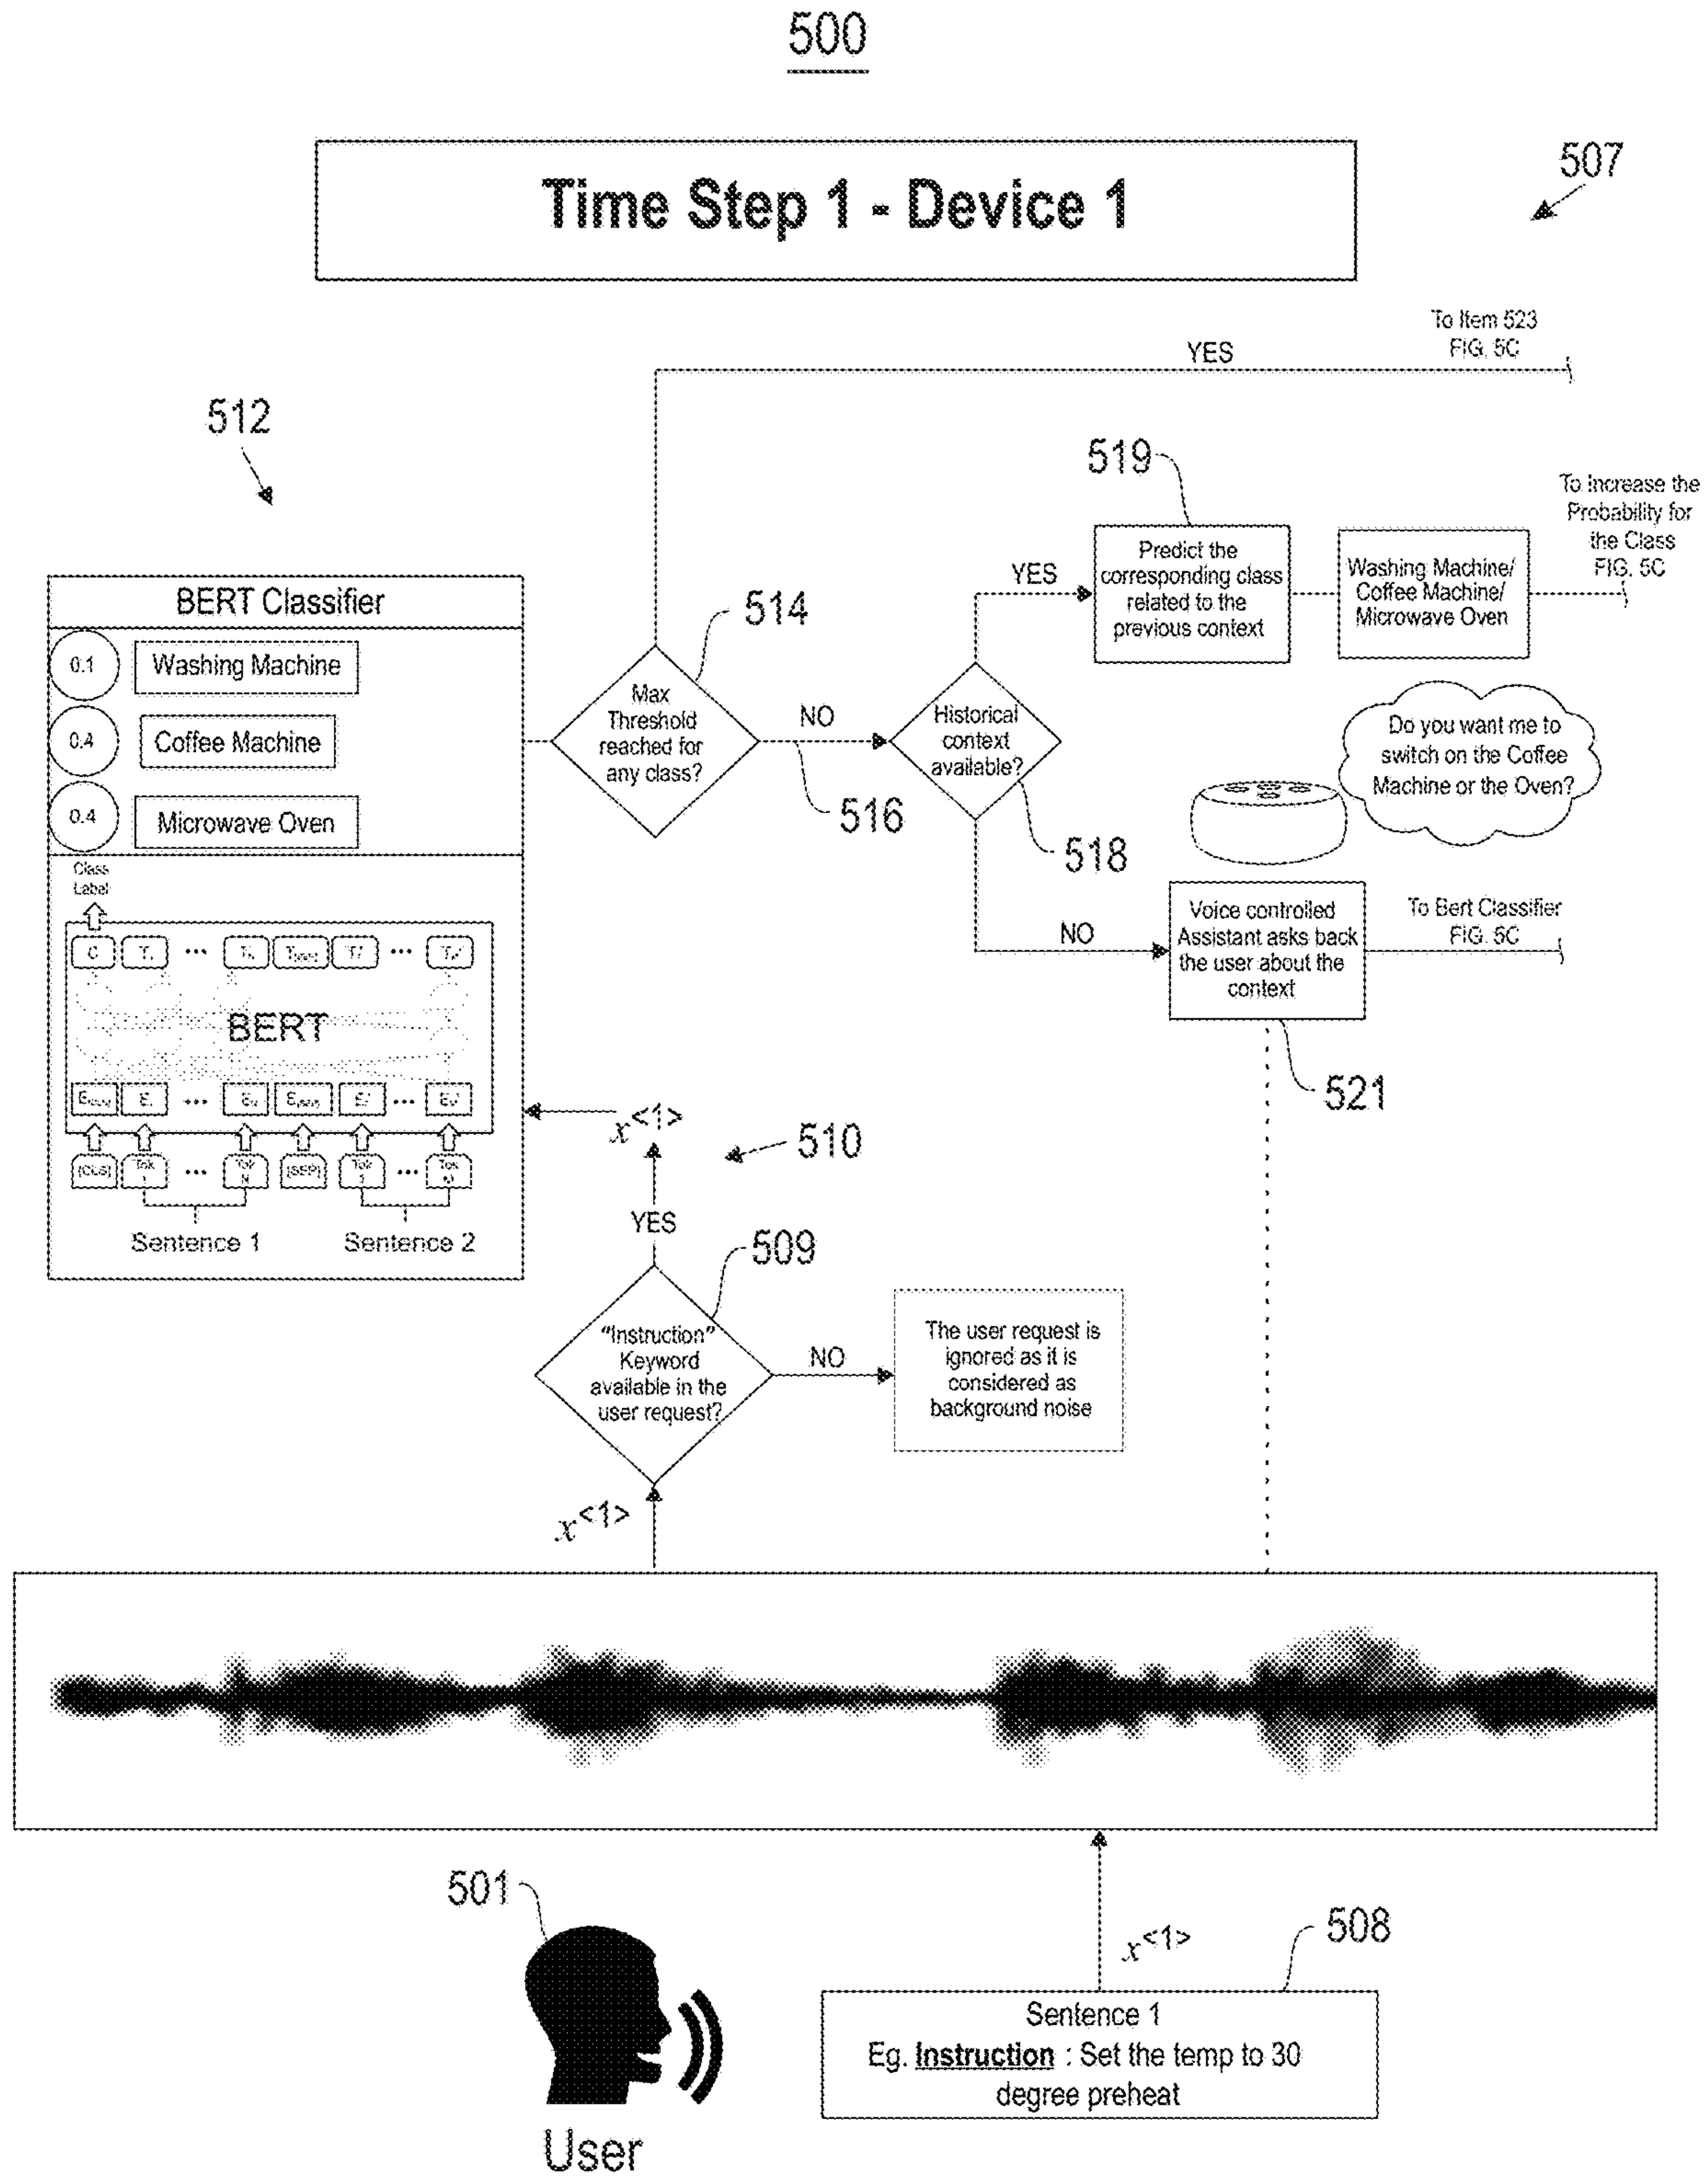 500
Time Step 1 - Device 1
507
To Item 523
FIG. 5C
YES
512
519
To Increase the
Probability for
the Class
FIG. 5C
Predict the
corresponding class
related to the
previous context
YES
Washing Machine/
Coffee Machine/
Microwave Oven
BERT Classifier
0.1
Washing Machine
0.4
Coffee Machine
0.4
Microwave Oven
514
Max
Threshold
reached for
any class?
NO
516
Historical
context
available?
518
Do you want me to
switch on the Coffee
Machine or the Oven?
NO
Voice controlled
Assistant asks back
the user about the
context
To Bert Classifier
FIG. 5C
521
Class
Label
C
BERT
[CLS]
Tok
Tok
N
[SEP]
Tok
Tok
Sentence 1
Sentence 2
x<1>
510
YES
509
"Instruction"
Keyword
available in the
user request?
NO
The user request is
ignored as it is
considered as
background noise
x<1>
501
User
x<1>
508
Sentence 1
Eg. Instruction : Set the temp to 30
degree preheat